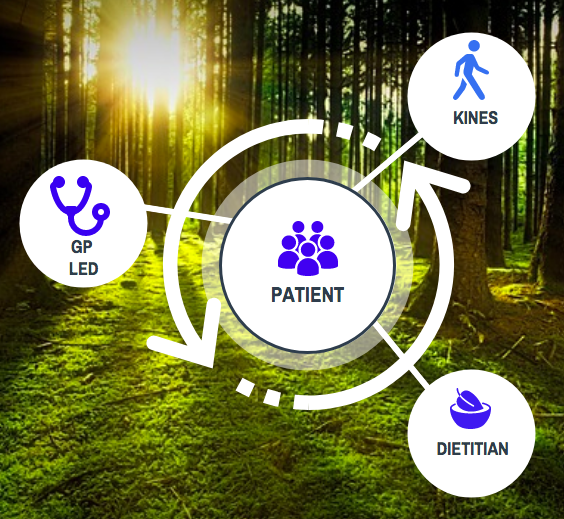 KINES
GP
LED
PATIENT
DIETITIAN